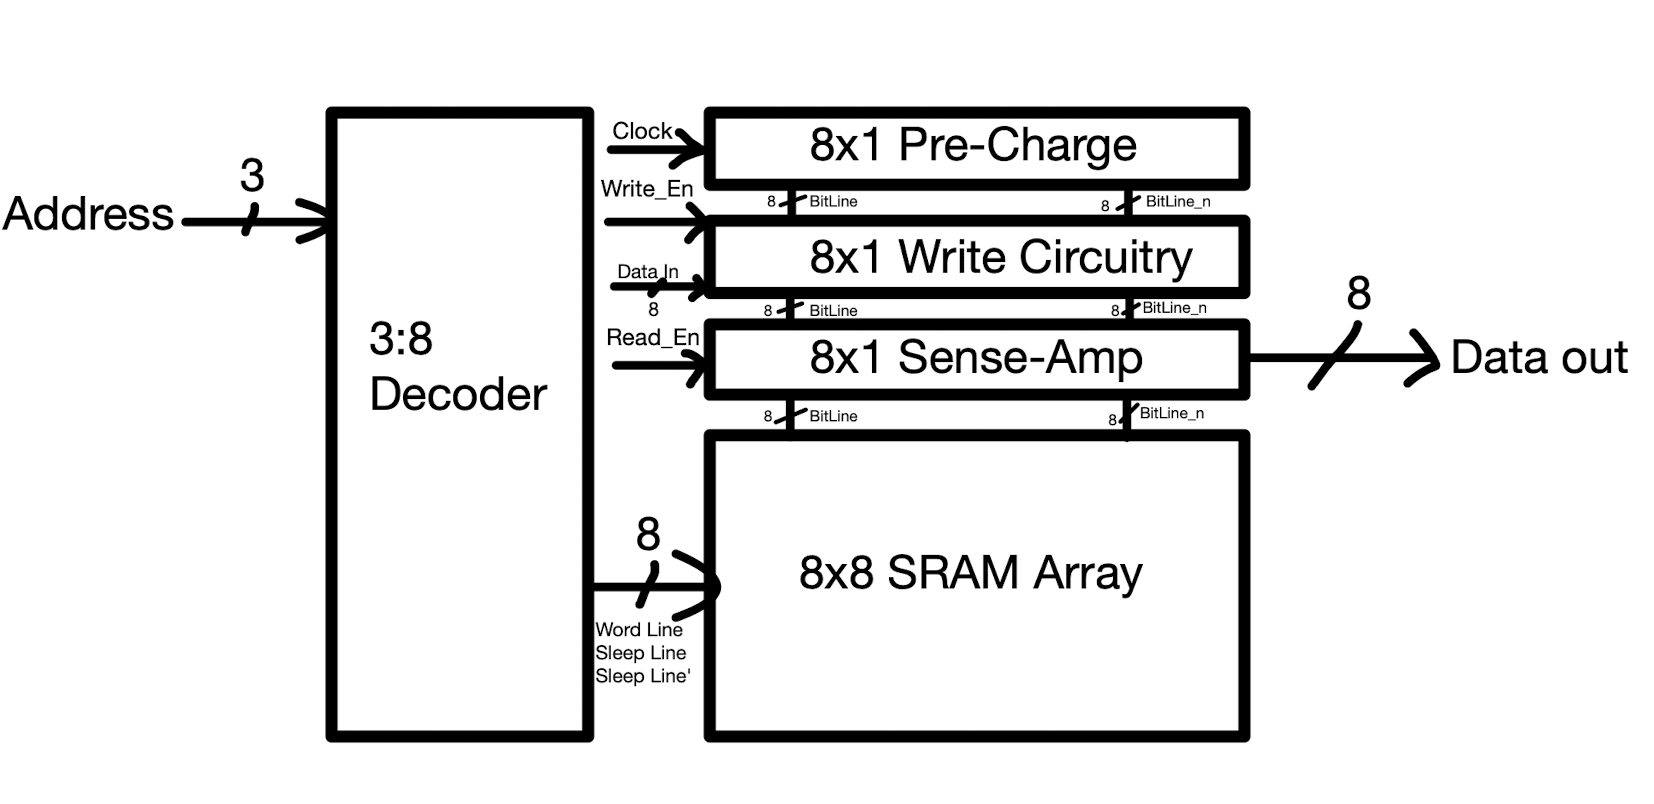 Address
3
3:8
Decoder
Clock
8x1 Pre-Charge
Write_En
8
BitLine
8
BitLine_n
8x1 Write Circuitry
Data In
8
8
BitLine
8
BitLine_n
Read_En
8x1 Sense-Amp
8
Data out
8
BitLine
8
BitLine_n
8
Word Line
Sleep Line
Sleep Line'
8x8 SRAM Array